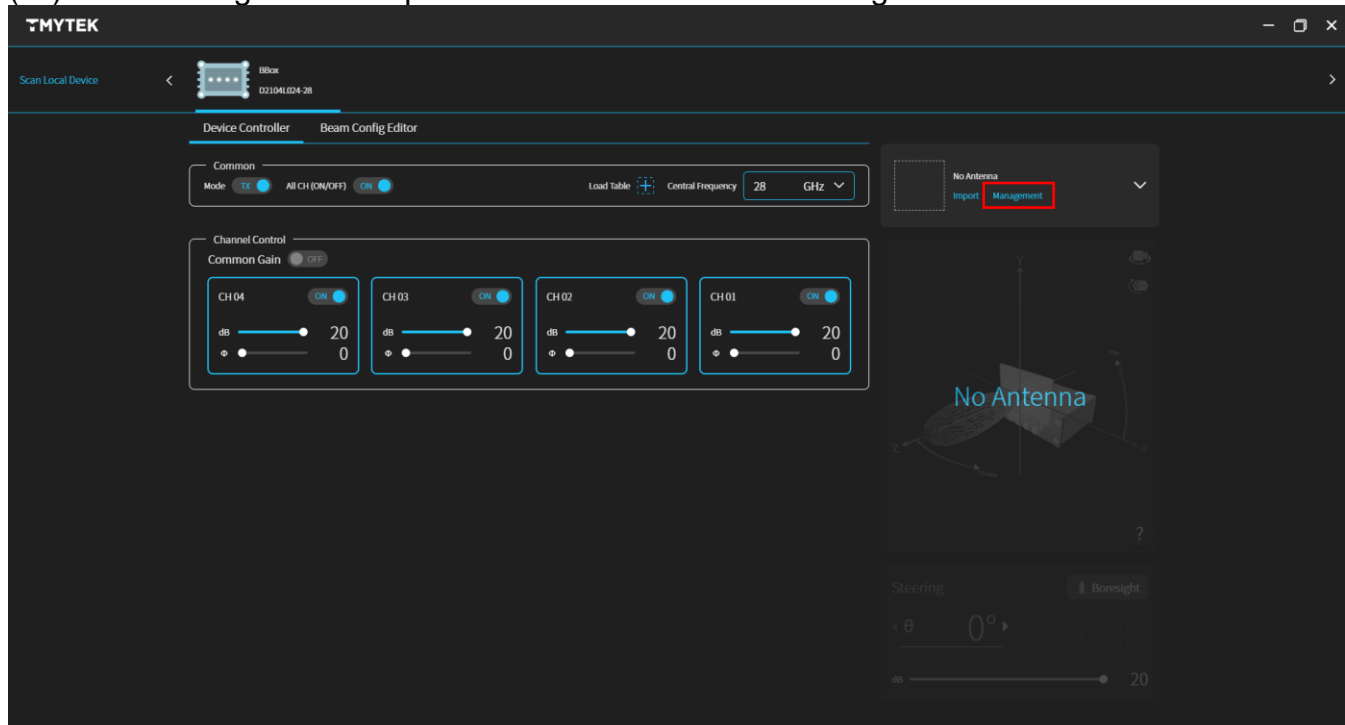 TMYTEK
Scan Local Device
BBox
D2104L024-28
Device Controller Beam Config Editor
Common
Mode TX All CH (ON/OFF) ON Load Table Central Frequency 28 GHz
No Antenna
Import Management
Channel Control
Common Gain OFF
CH 04 ON CH 03 ON CH 02 ON CH 01 ON
dB 20 dB 20 dB 20 dB 20
Φ 0 Φ 0 Φ 0 Φ 0
Y
No Antenna
Z X
?
Steering Boresight
θ 0°
dB 20